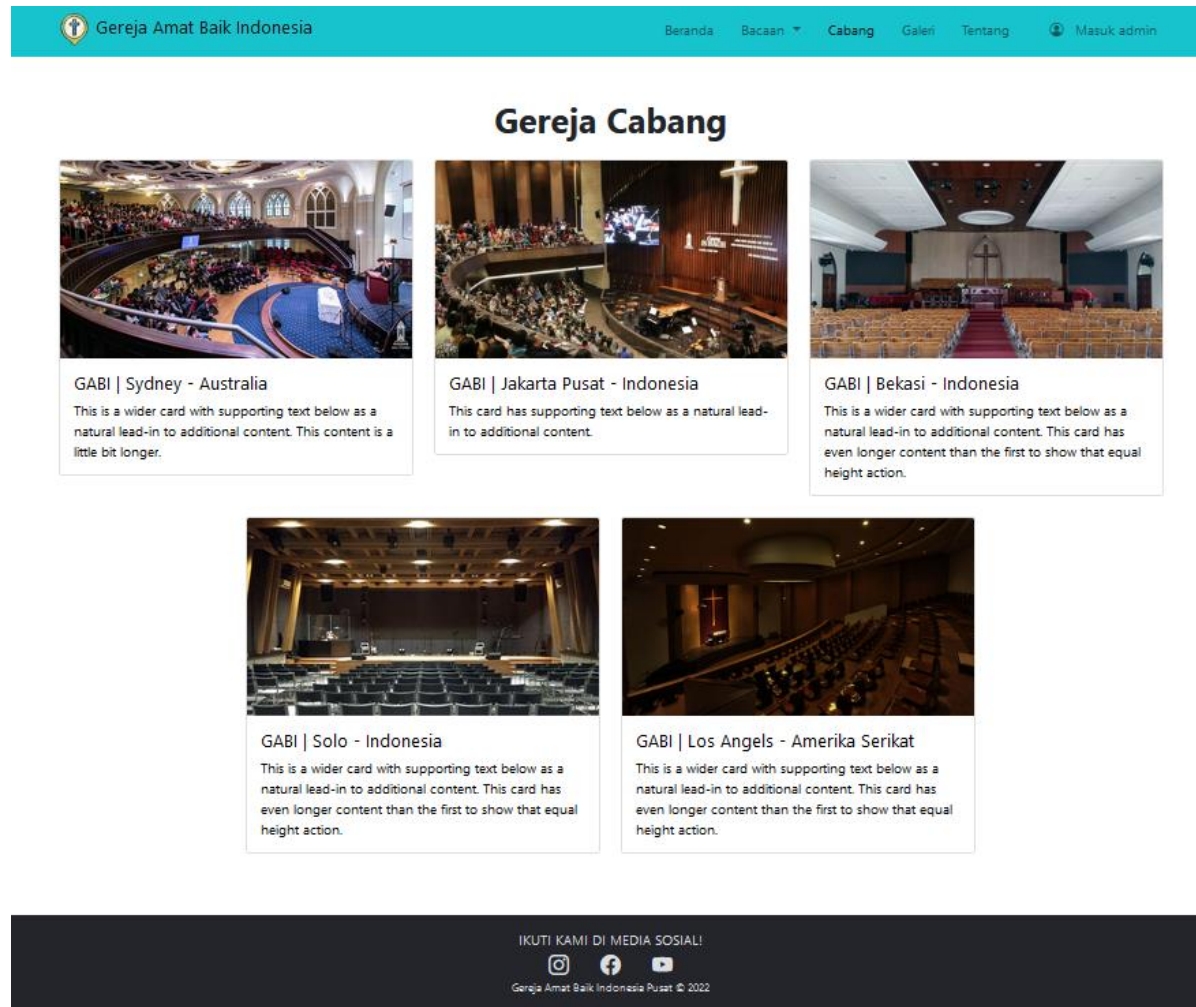 Gereja Amat Baik Indonesia
Beranda Bacaan Cabang Galeri Tentang Masuk admin
Gereja Cabang
GABI | Sydney - Australia
This is a wider card with supporting text below as a
natural lead-in to additional content. This content is a
little bit longer.
GABI | Jakarta Pusat - Indonesia
This card has supporting text below as a natural lead-
in to additional content.
GABI | Bekasi - Indonesia
This is a wider card with supporting text below as a
natural lead-in to additional content. This card has
even longer content than the first to show that equal
height action.
GABI | Solo - Indonesia
This is a wider card with supporting text below as a
natural lead-in to additional content. This card has
even longer content than the first to show that equal
height action.
GABI | Los Angels - Amerika Serikat
This is a wider card with supporting text below as a
natural lead-in to additional content. This card has
even longer content than the first to show that equal
height action.
IKUTI KAMI DI MEDIA SOSIAL!
Gereja Amat Baik Indonesia Pusat © 2022